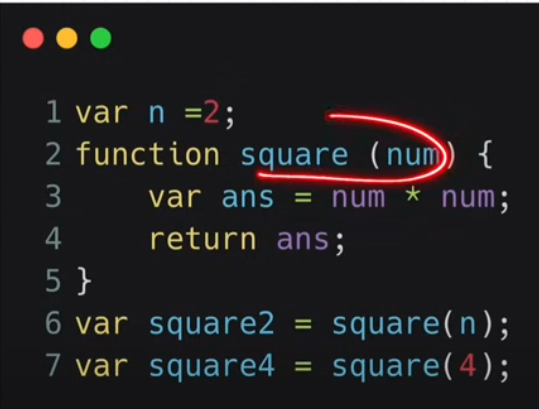 1 var n =2;
2 function square (num) {
3     var ans = num * num;
4     return ans;
5 }
6 var square2 = square(n);
7 var square4 = square(4);